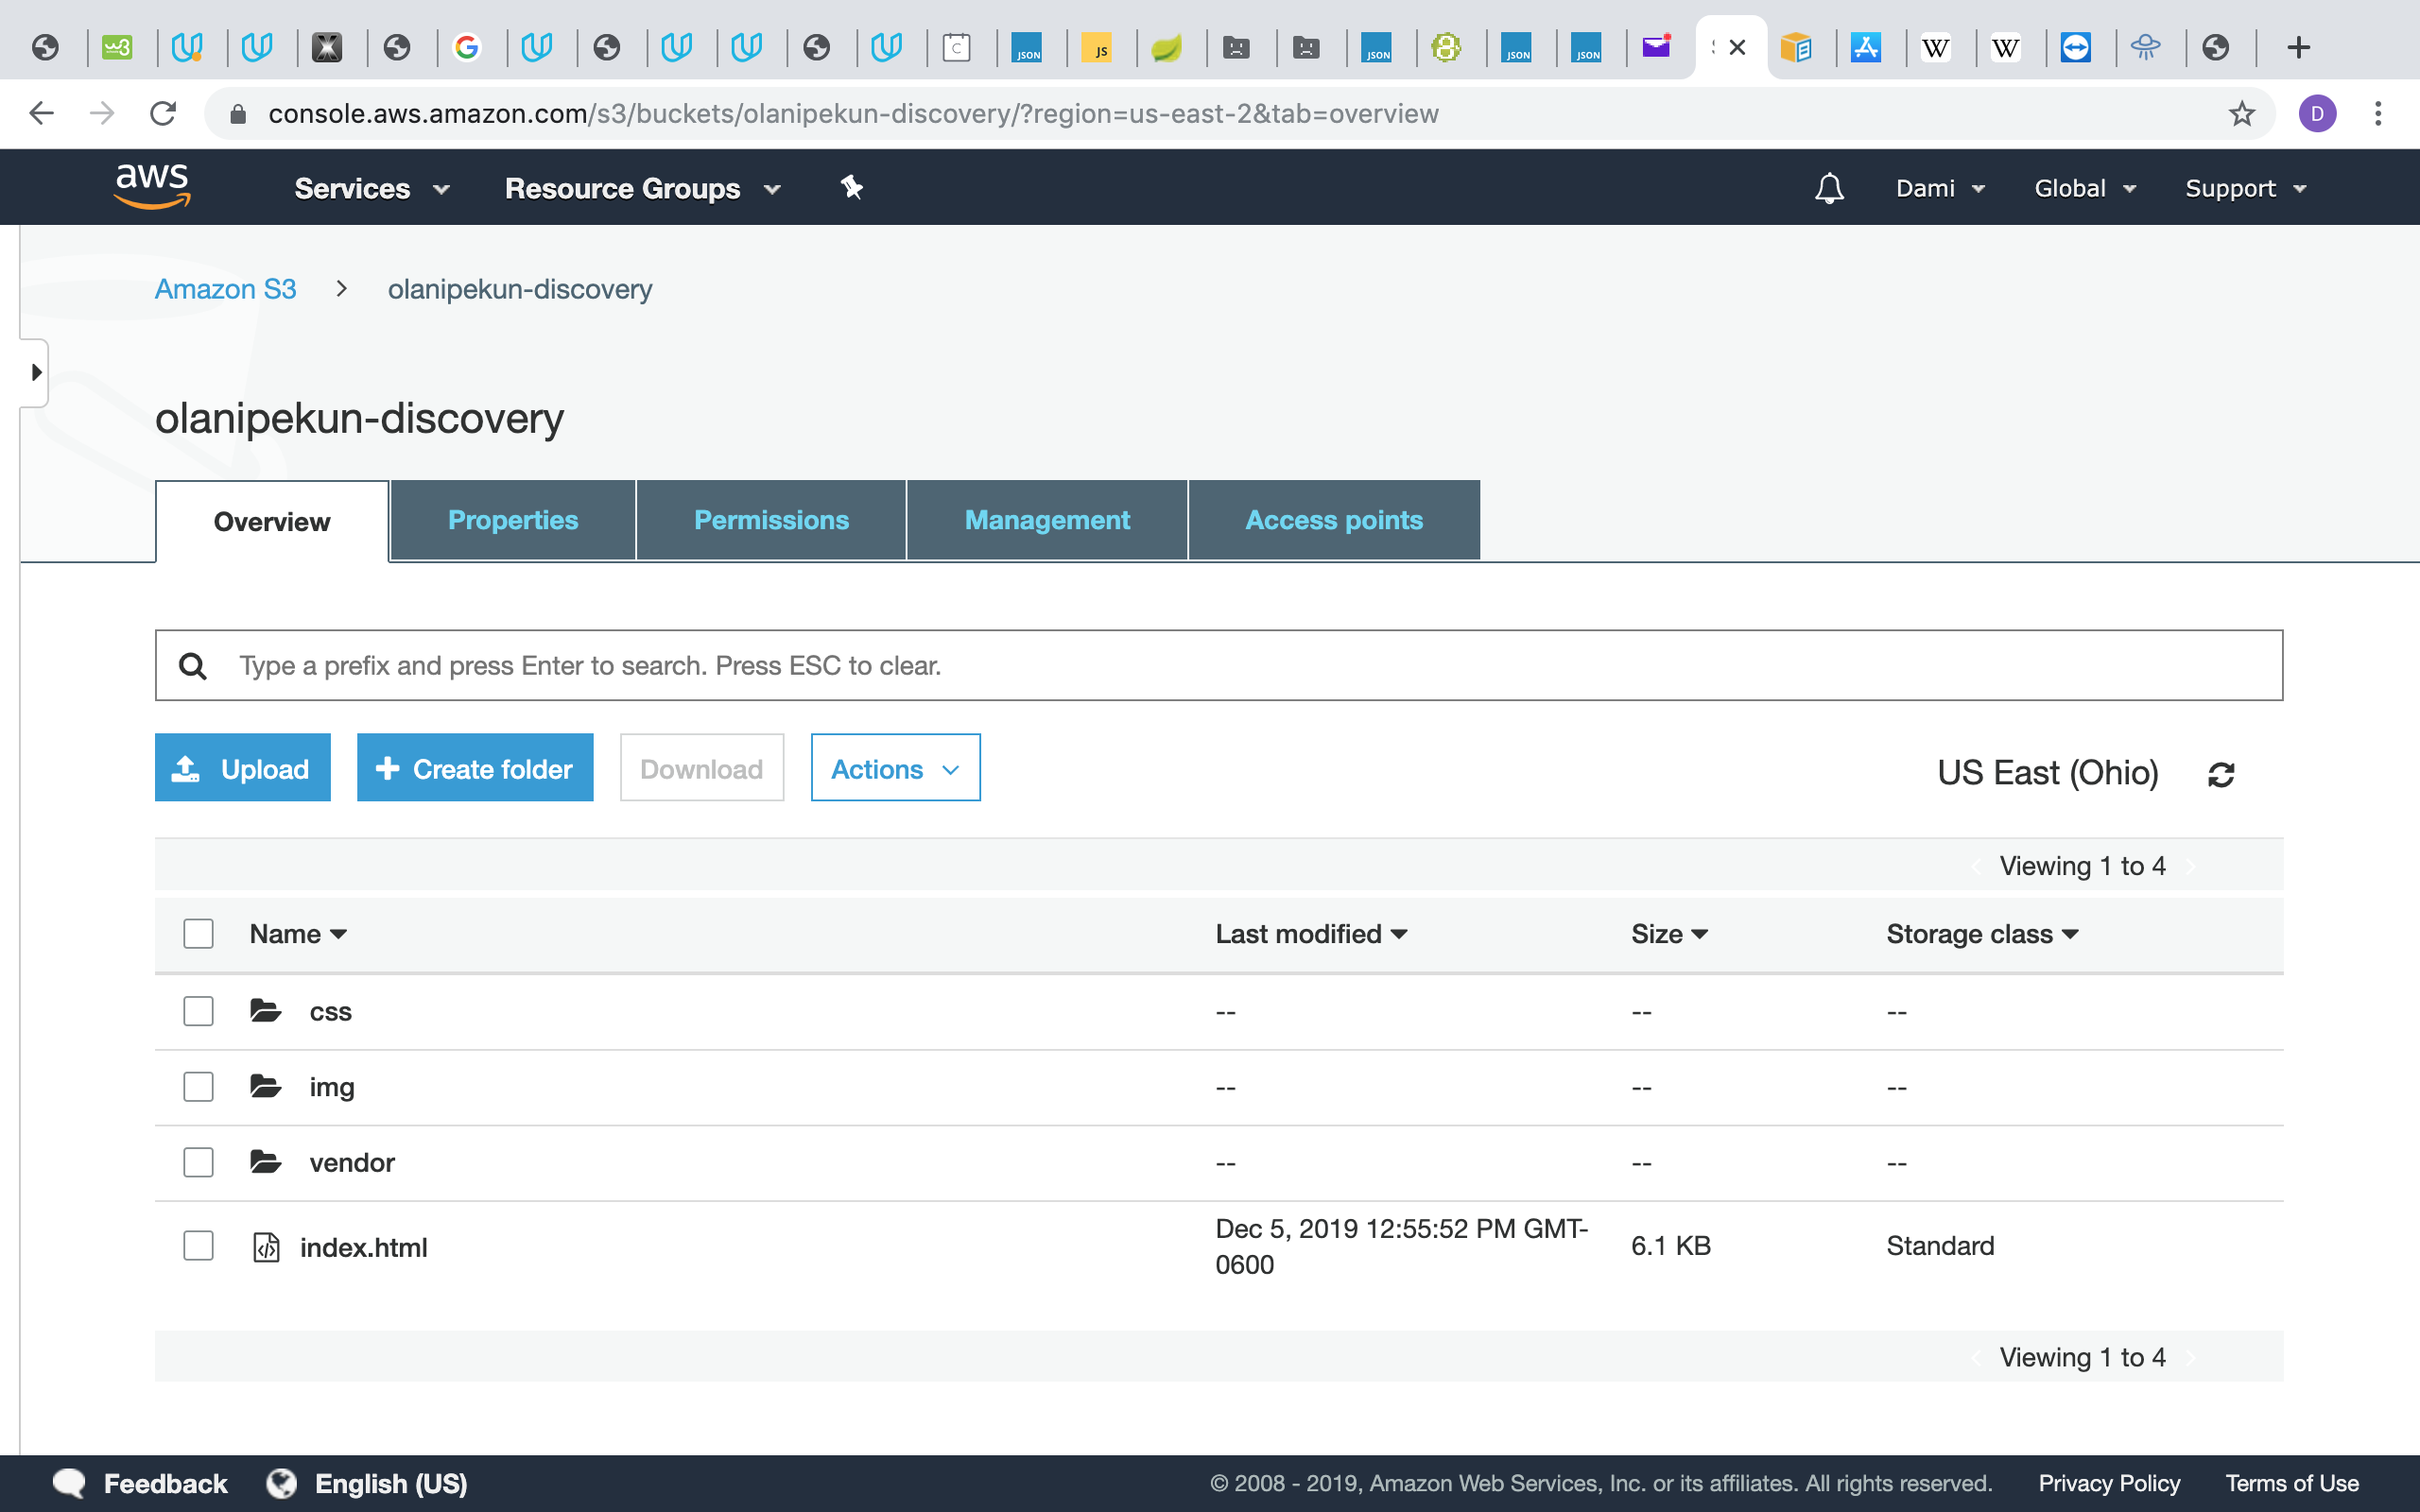 console.aws.amazon.com/s3/buckets/olanipekun-discovery/?region=us-east-2&tab=overview
D
aws Services Resource Groups Dami Global Support
Amazon S3 > olanipekun-discovery
olanipekun-discovery
Overview Properties Permissions Management Access points
Type a prefix and press Enter to search. Press ESC to clear.
Upload + Create folder Download Actions US East (Ohio)
Viewing 1 to 4
Name Last modified Size Storage class
css -- -- --
img -- -- --
vendor -- -- --
index.html Dec 5, 2019 12:55:52 PM GMT-
0600 6.1 KB Standard
Viewing 1 to 4
Feedback English (US) © 2008 - 2019, Amazon Web Services, Inc. or its affiliates. All rights reserved. Privacy Policy Terms of Use